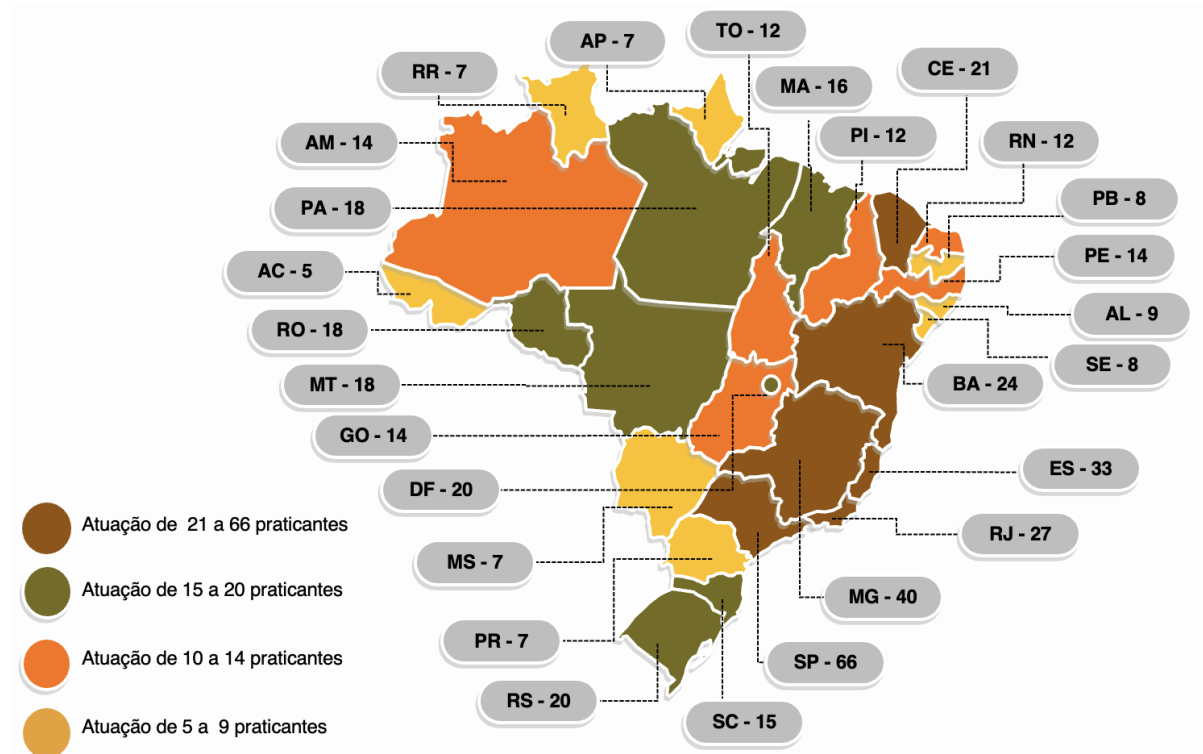 TO - 12
AP - 7
CE - 21
RR - 7
MA - 16
PI - 12
RN - 12
AM - 14
PB - 8
PA - 18
PE - 14
AC - 5
AL - 9
RO - 18
SE - 8
MT - 18
BA - 24
GO - 14
ES - 33
DF - 20
RJ - 27
MS - 7
MG - 40
PR - 7
SP - 66
RS - 20
SC - 15
Atuação de 21 a 66 praticantes
Atuação de 15 a 20 praticantes
Atuação de 10 a 14 praticantes
Atuação de 5 a 9 praticantes